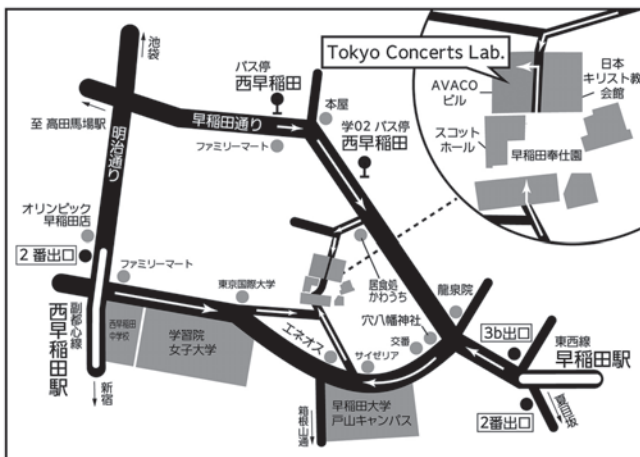 池袋
至 高田馬場駅
明治通り
早稲田通り
バス停
西早稲田
本屋
ファミリーマート
学02 バス停
西早稲田
Tokyo Concerts Lab.
AVACO
ビル
日本
キリスト教
会館
スコット
ホール
早稲田奉仕園
オリンピック
早稲田店
2番出口
ファミリーマート
副都心線
西早稲田駅
新宿
西早稲田
中学校
学習院
女子大学
東京国際大学
エネオス
サイゼリア
居食処
かわうち
穴八幡神社
交番
龍泉院
3b出口
東西線
早稲田駅
2番出口
夏目坂
箱根山通
早稲田大学
戸山キャンパス